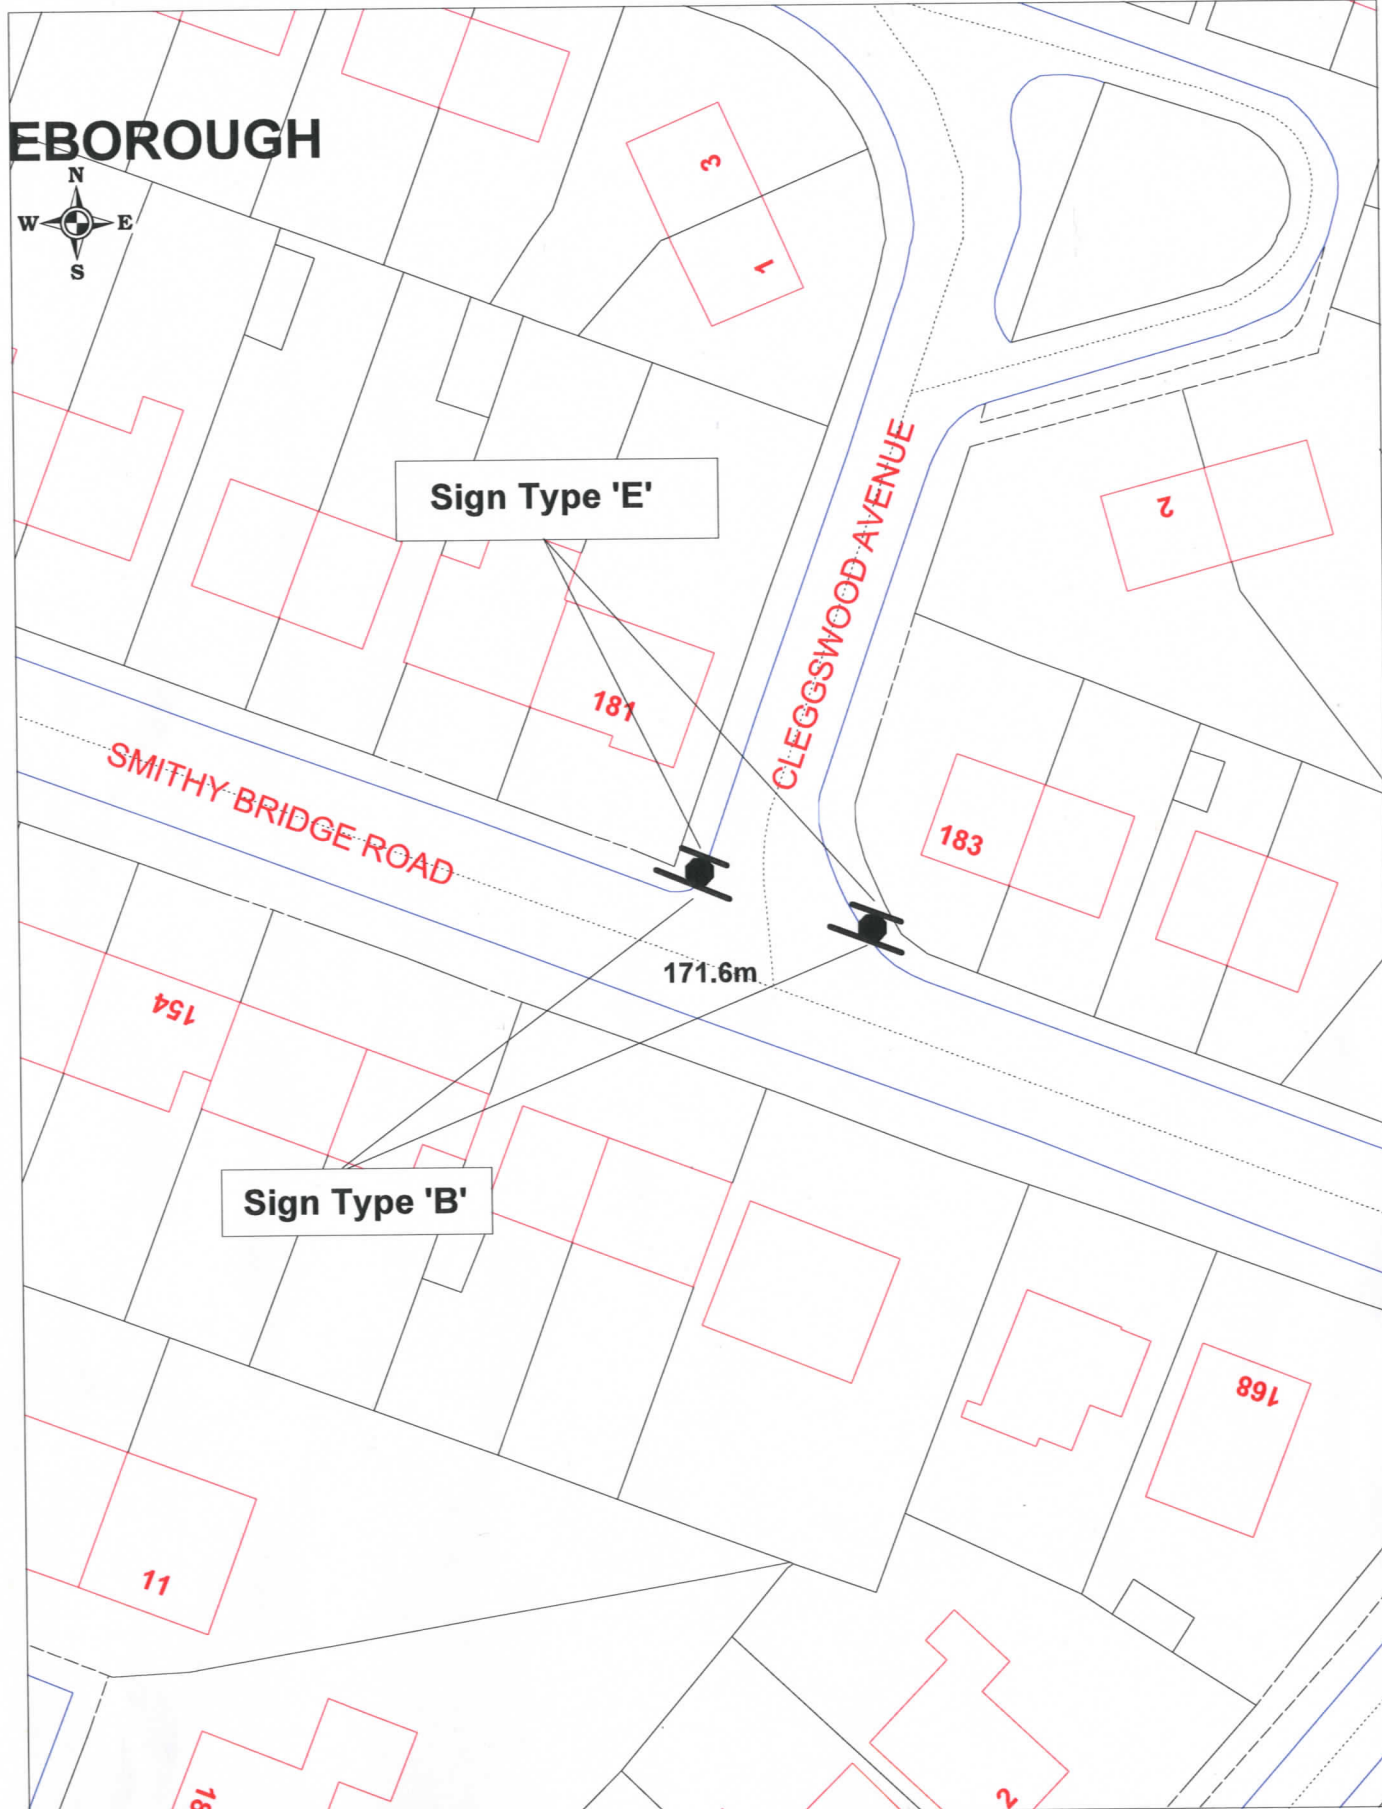 EBOROUGH
N
W E
S
3
1
Sign Type 'E'
CLEGGSWOOD AVENUE
2
181
SMITHY BRIDGE ROAD
183
171.6m
154
Sign Type 'B'
168
11
2